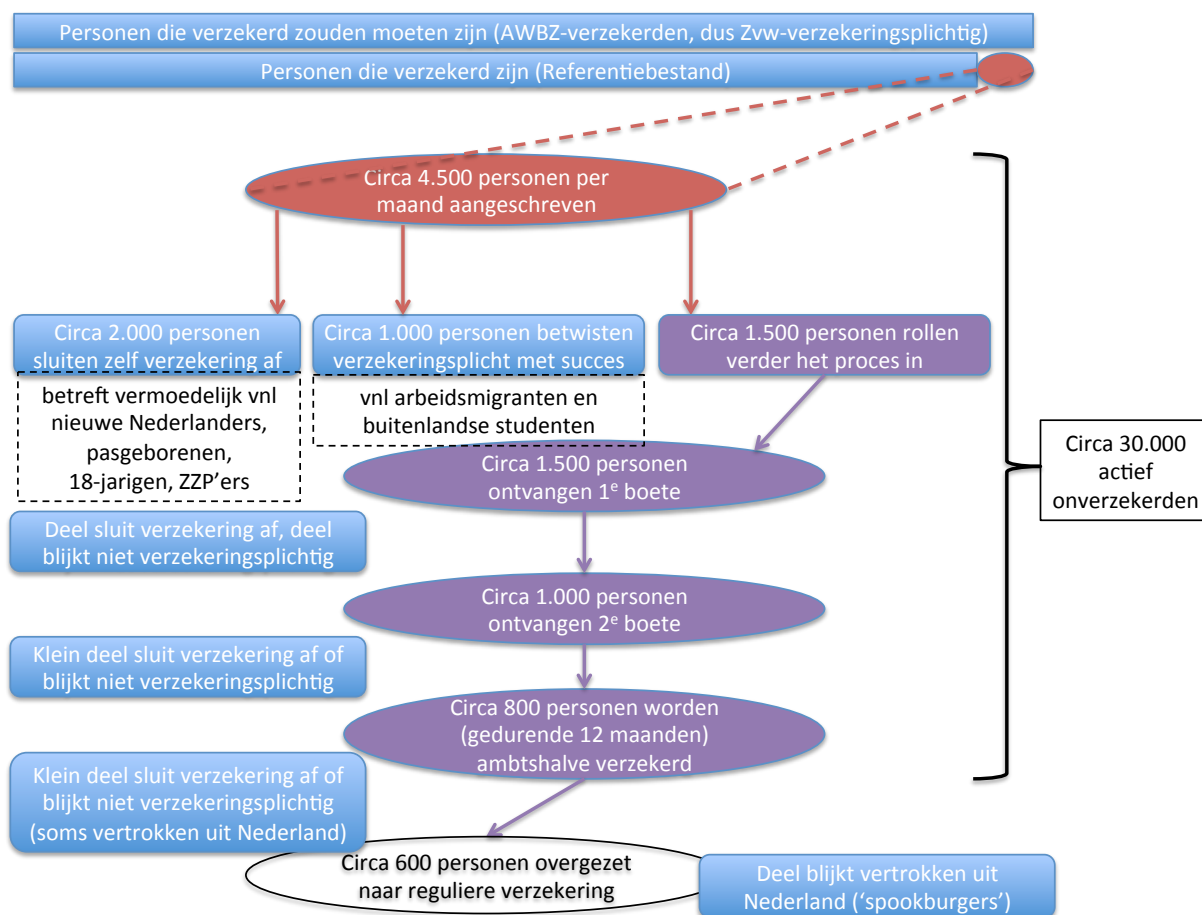 Personen die verzekerd zouden moeten zijn (AWBZ-verzekerden, dus Zvw-verzekeringsplichtig)
Personen die verzekerd zijn (Referentiebestand)
Circa 4.500 personen per
maand aangeschreven
Circa 2.000 personen
sluiten zelf verzekering af
Circa 1.000 personen betwisten
verzekeringsplicht met succes
Circa 1.500 personen rollen
verder het proces in
betreft vermoedelijk vnl
nieuwe Nederlanders,
pasgeborenen,
18-jarigen, ZZP’ers
vnl arbeidsmigranten en
buitenlandse studenten
Circa 30.000
actief
onverzekerden
Circa 1.500 personen
ontvangen 1e boete
Deel sluit verzekering af, deel
blijkt niet verzekeringsplichtig
Circa 1.000 personen
ontvangen 2e boete
Klein deel sluit verzekering af of
blijkt niet verzekeringsplichtig
Circa 800 personen worden
(gedurende 12 maanden)
ambtshalve verzekerd
Klein deel sluit verzekering af of
blijkt niet verzekeringsplichtig
(soms vertrokken uit Nederland)
Circa 600 personen overgezet
naar reguliere verzekering
Deel blijkt vertrokken uit
Nederland (‘spookburgers’)